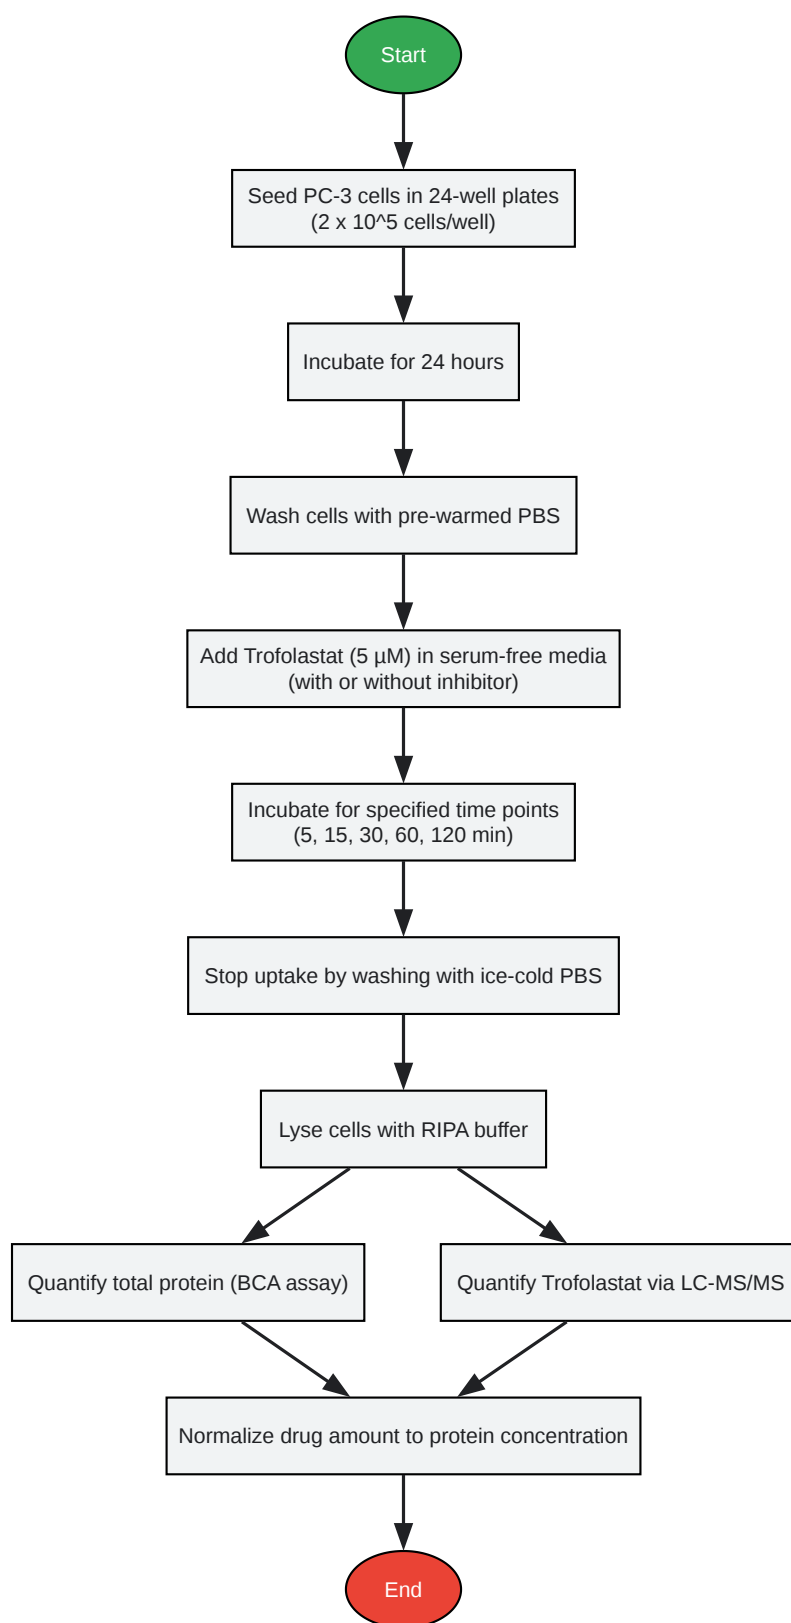 Start
Seed PC-3 cells in 24-well plates
(2 x 10^5 cells/well)
Incubate for 24 hours
Wash cells with pre-warmed PBS
Add Trofolastat (5 µM) in serum-free media
(with or without inhibitor)
Incubate for specified time points
(5, 15, 30, 60, 120 min)
Stop uptake by washing with ice-cold PBS
Lyse cells with RIPA buffer
Quantify total protein (BCA assay)
Quantify Trofolastat via LC-MS/MS
Normalize drug amount to protein concentration
End